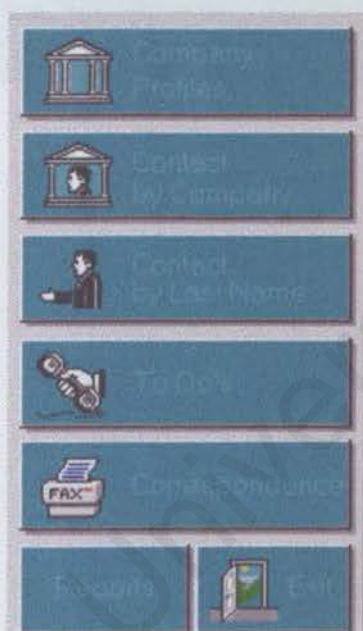 Company
Profiles
Contact
by Company
Contact
by Last Name
To Do's
FAX
Correspondence
Reports
Exit